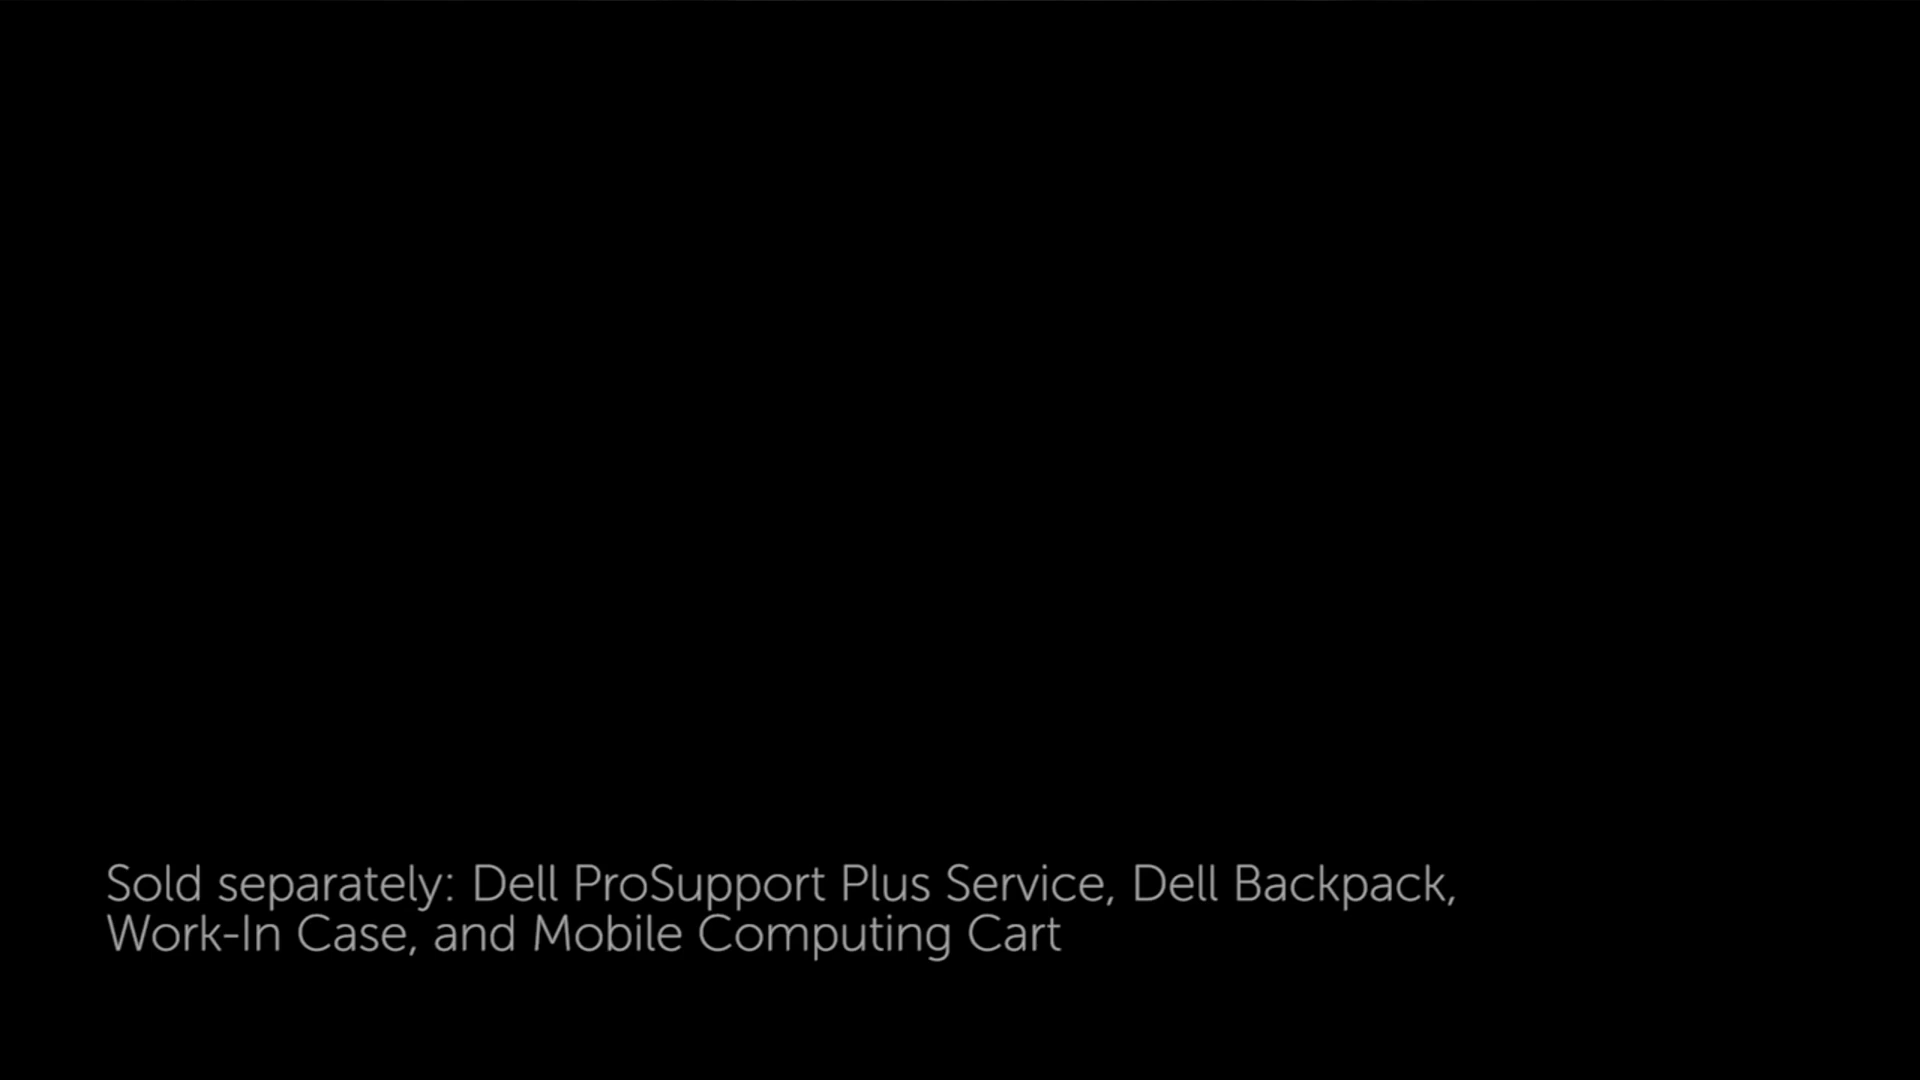 Sold separately: Dell ProSupport Plus Service, Dell Backpack,
Work-In Case, and Mobile Computing Cart